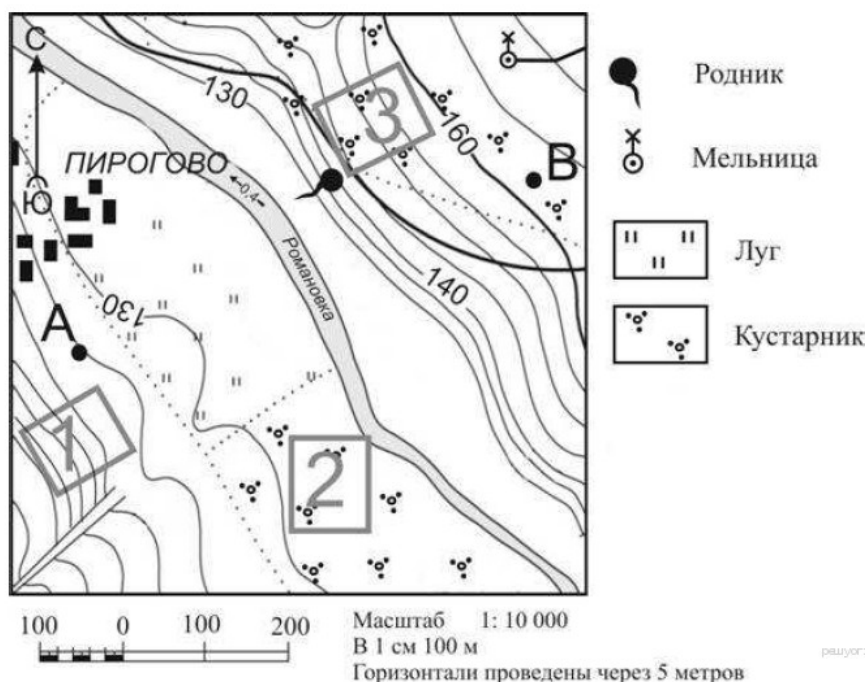 С
130
3
160
В
ПИРОГОВО
0,4
Ю
Романовка
140
130
А
1
2
Родник
Мельница
Луг
Кустарник
100 0 100 200
Масштаб 1: 10 000
В 1 см 100 м
Горизонтали проведены через 5 метров